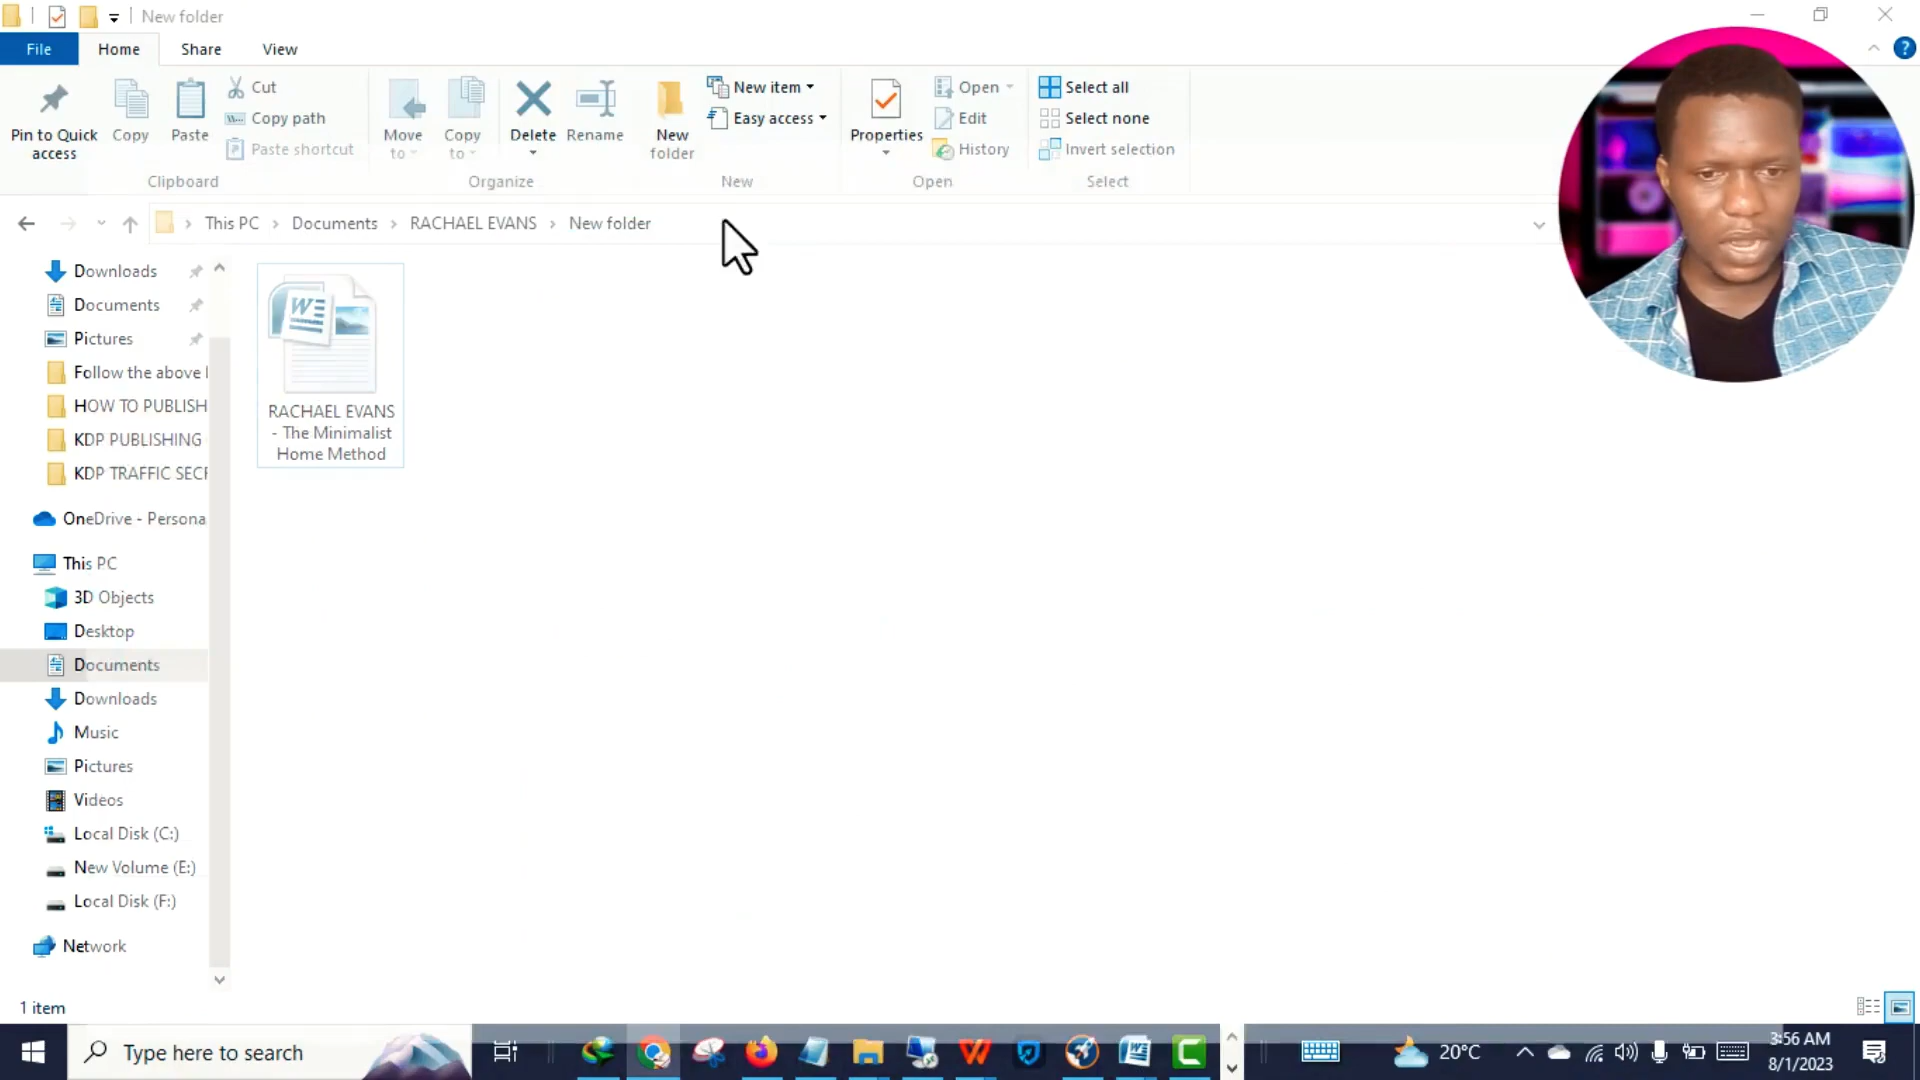 New folder
File Home Share View
Pin to Quick access
Copy
Paste
Cut
Copy path
Paste shortcut
Clipboard
Move to
Copy to
Delete
Rename
Organize
New folder
New item
Easy access
New
Properties
Open
Edit
History
Open
Select all
Select none
Invert selection
Select
This PC > Documents > RACHAEL EVANS > New folder
Downloads
Documents
Pictures
Follow the above
HOW TO PUBLISH
KDP PUBLISHING
KDP TRAFFIC SECR
OneDrive - Persona
This PC
3D Objects
Desktop
Documents
Downloads
Music
Pictures
Videos
Local Disk (C:)
New Volume (E:)
Local Disk (F:)
Network
RACHAEL EVANS
- The Minimalist
Home Method
1 item
Type here to search
20°C
3:56 AM
8/1/2023